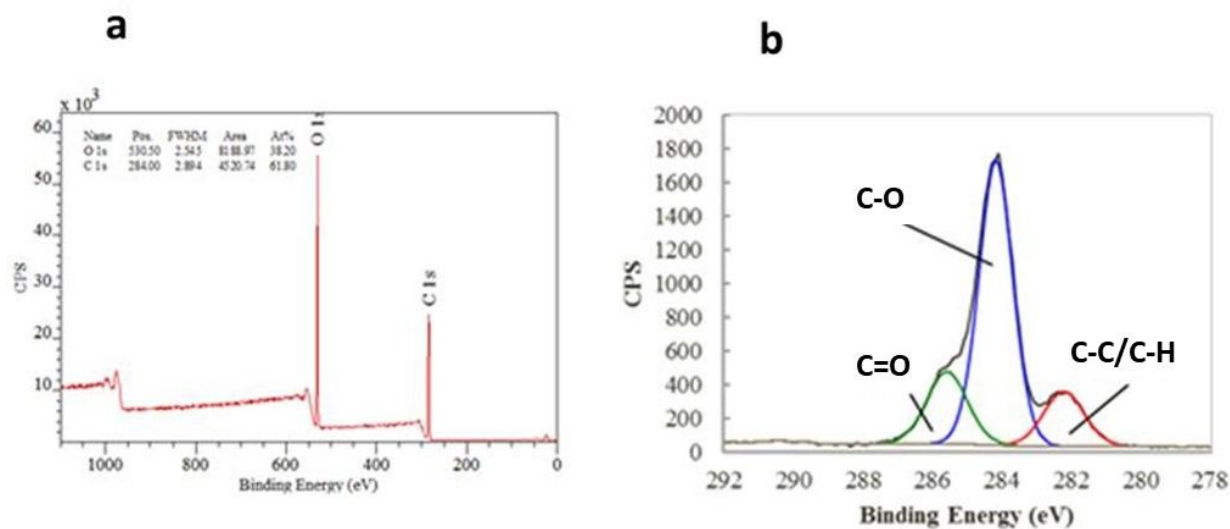 a
x 10³
60
50
40
30
20
10
CPS
Name Pos. FWHM Area At%
O 1s 530.50 2.545 8188.97 38.20
C 1s 284.00 2.894 4520.74 61.80
O 1s
C 1s
1000 800 600 400 200 0
Binding Energy (eV)
b
2000
1800
1600
1400
1200
1000
800
600
400
200
0
CPS
C-O
C=O
C-C/C-H
292 290 288 286 284 282 280 278
Binding Energy (eV)